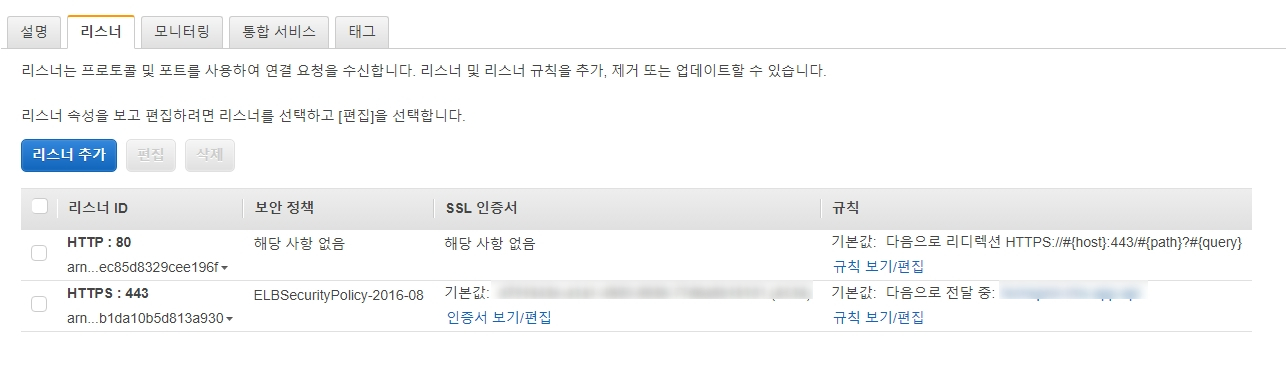 설명 리스너 모니터링 통합 서비스 태그
리스너는 프로토콜 및 포트를 사용하여 연결 요청을 수신합니다. 리스너 및 리스너 규칙을 추가, 제거 또는 업데이트할 수 있습니다.
리스너 속성을 보고 편집하려면 리스너를 선택하고 [편집]을 선택합니다.
리스너 추가 편집 삭제
리스너 ID 보안 정책 SSL 인증서 규칙
HTTP : 80 해당 사항 없음 해당 사항 없음 기본값: 다음으로 리디렉션 HTTPS://#{host}:443/#{path}?#{query}
arn...ec85d8329cee196f 규칙 보기/편집
HTTPS : 443 ELBSecurityPolicy-2016-08 기본값: 기본값: 다음으로 전달 중:
arn...b1da10b5d813a930 인증서 보기/편집 규칙 보기/편집